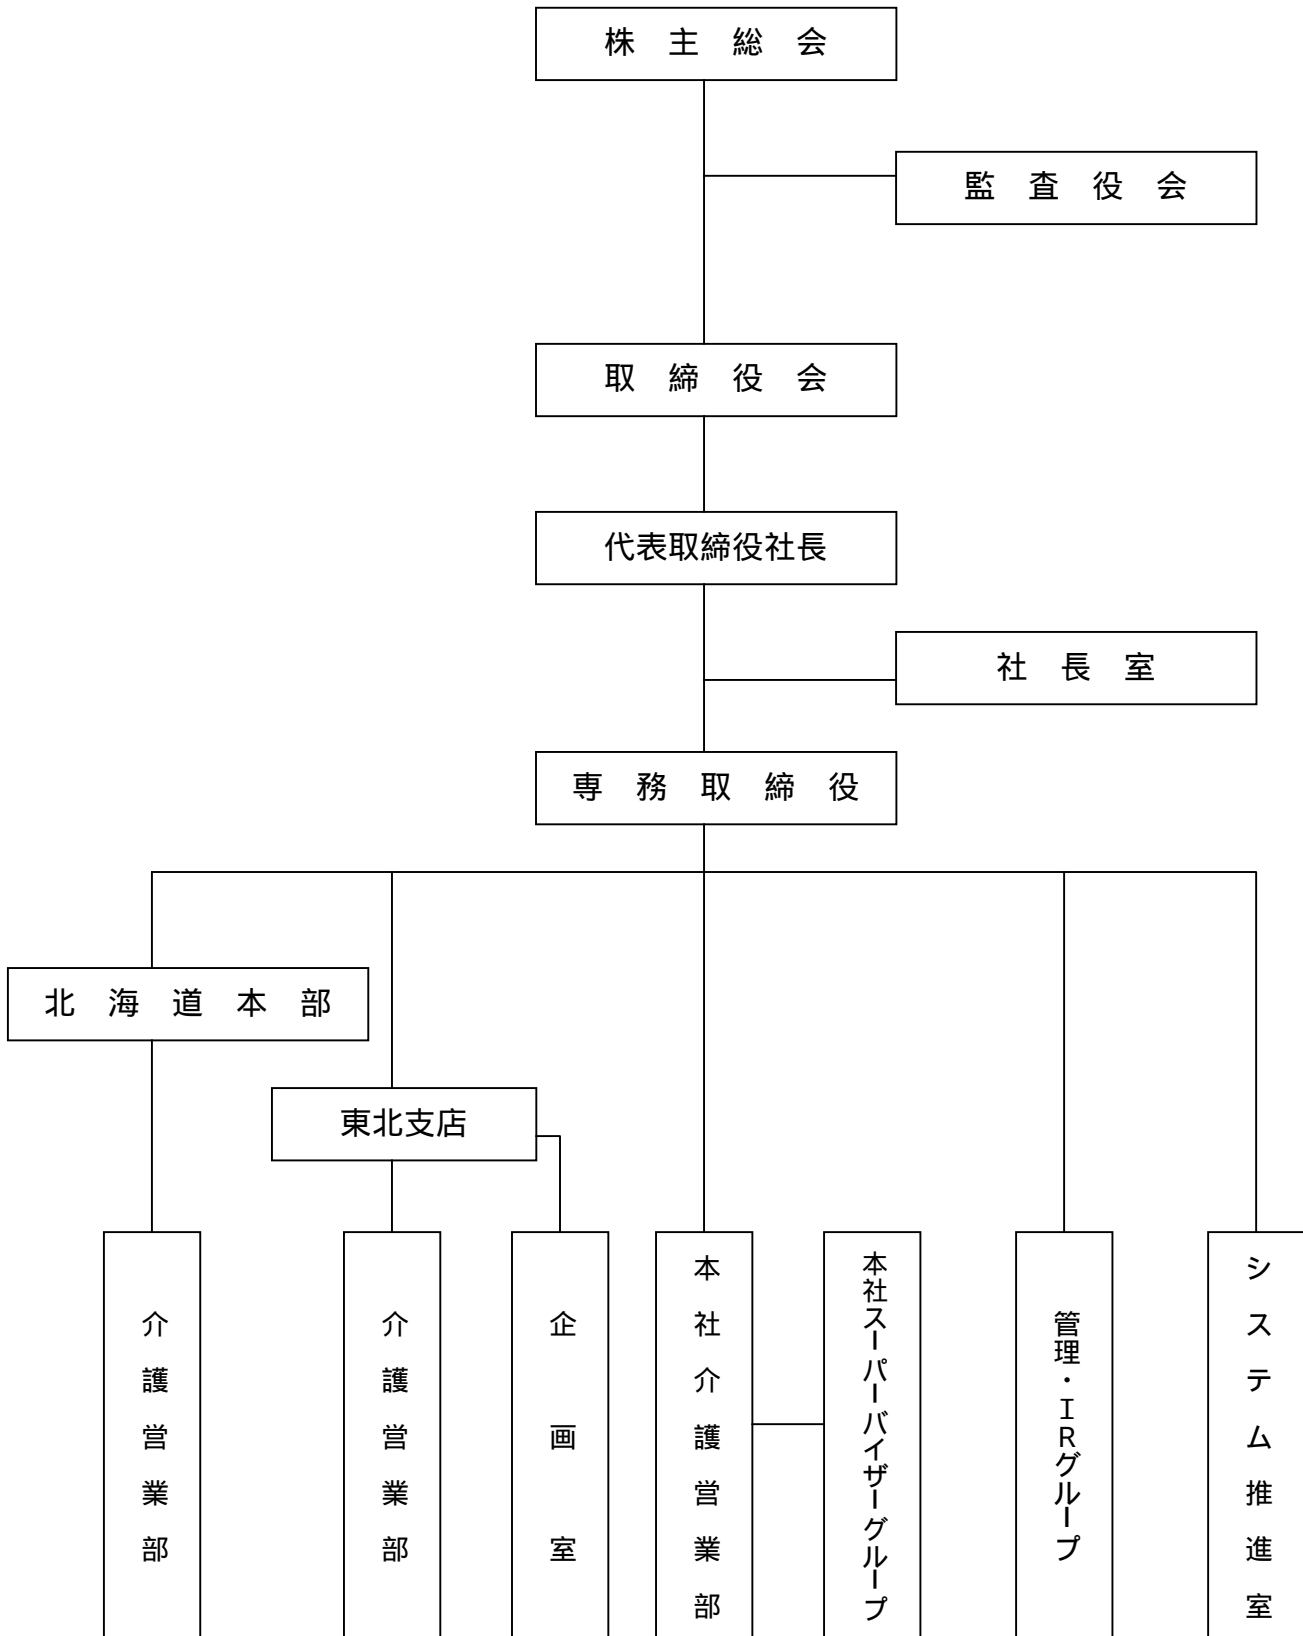 株 主 総 会
監 査 役 会
取 締 役 会
代表取締役社長
社 長 室
専 務 取 締 役
北 海 道 本 部
東北支店
介護営業部
介護営業部
企画室
本社介護営業部
本社スーパーバイザーグループ
管理・ＩＲグループ
システム推進室